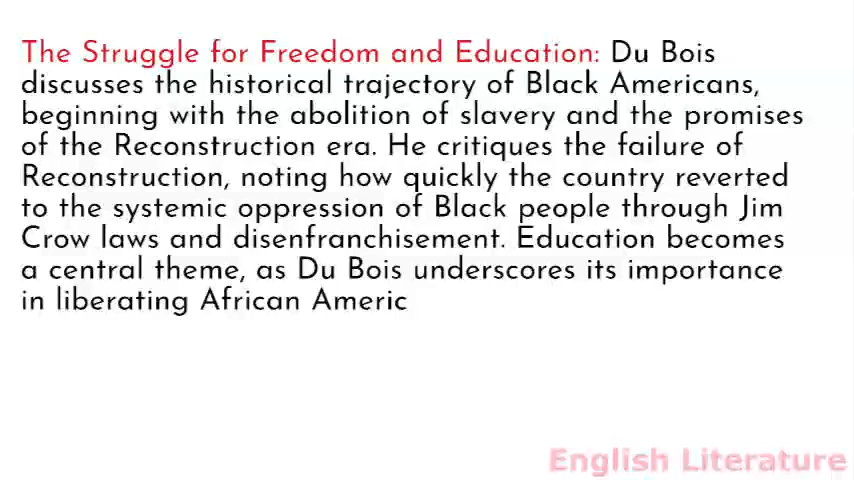 The Struggle for Freedom and Education: Du Bois
discusses the historical trajectory of Black Americans,
beginning with the abolition of slavery and the promises
of the Reconstruction era. He critiques the failure of
Reconstruction, noting how quickly the country reverted
to the systemic oppression of Black people through Jim
Crow laws and disenfranchisement. Education becomes
a central theme, as Du Bois underscores its importance
in liberating African Americ
English Literature